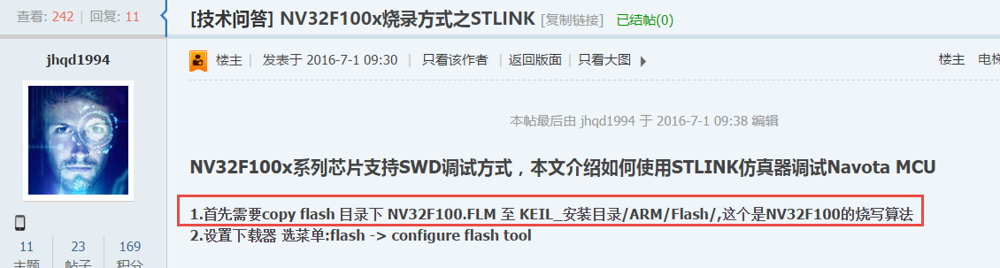 查看: 242 | 回复: 11
[技术问答] NV32F100x烧录方式之STLINK [复制链接] 已结帖(0)
jhqd1994
楼主 | 发表于 2016-7-1 09:30 | 只看该作者 | 返回版面 | 只看大图
楼主 电梯
本帖最后由 jhqd1994 于 2016-7-1 09:38 编辑
NV32F100x系列芯片支持SWD调试方式，本文介绍如何使用STLINK仿真器调试Navota MCU
1.首先需要copy flash 目录下 NV32F100.FLM 至 KEIL_安装目录/ARM/Flash/,这个是NV32F100的烧写算法
2.设置下载器 选菜单:flash -> configure flash tool
11 23 169
主题 帖子 积分